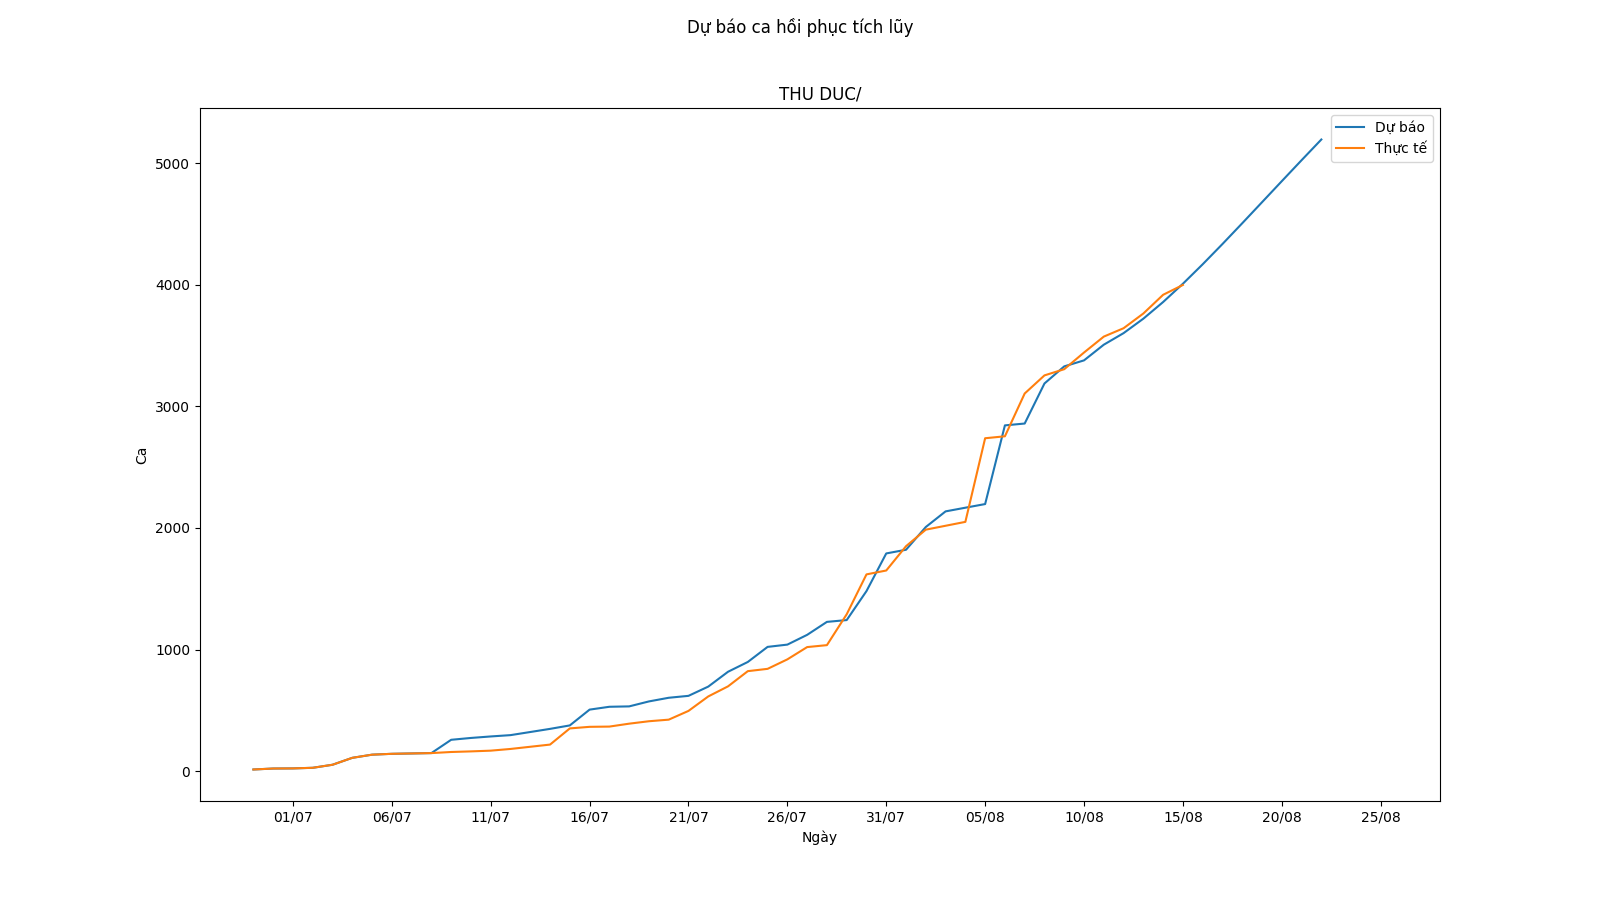 Dự báo ca hồi phục tích lũy
THU DUC/
Dự báo
Thực tế
5000
4000
3000
2000
1000
0
Ca
01/07 06/07 11/07 16/07 21/07 26/07 31/07 05/08 10/08 15/08 20/08 25/08
Ngày